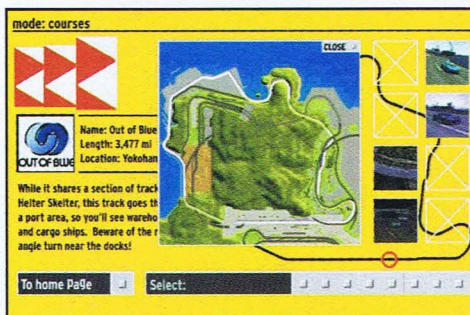 mode: courses
CLOSE
OUT OF BLUE
Name: Out of Blue
Length: 3,477 mi
Location: Yokohan
While it shares a section of track
Helter Skelter, this track goes th
a port area, so you'll see wareho
and cargo ships. Beware of the r
angle turn near the docks!
To home Page
Select: